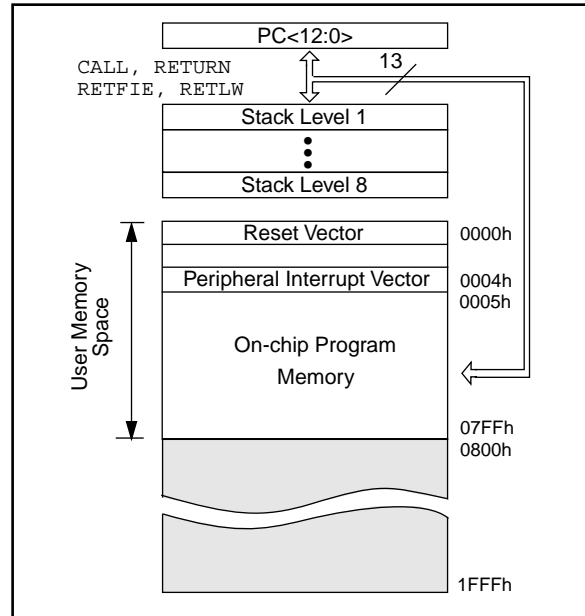 PC<12:0>
CALL, RETURN
RETFIE, RETLW
13
Stack Level 1
Stack Level 8
User Memory
Space
Reset Vector
0000h
Peripheral Interrupt Vector
0004h
0005h
On-chip Program
Memory
07FFh
0800h
1FFFh